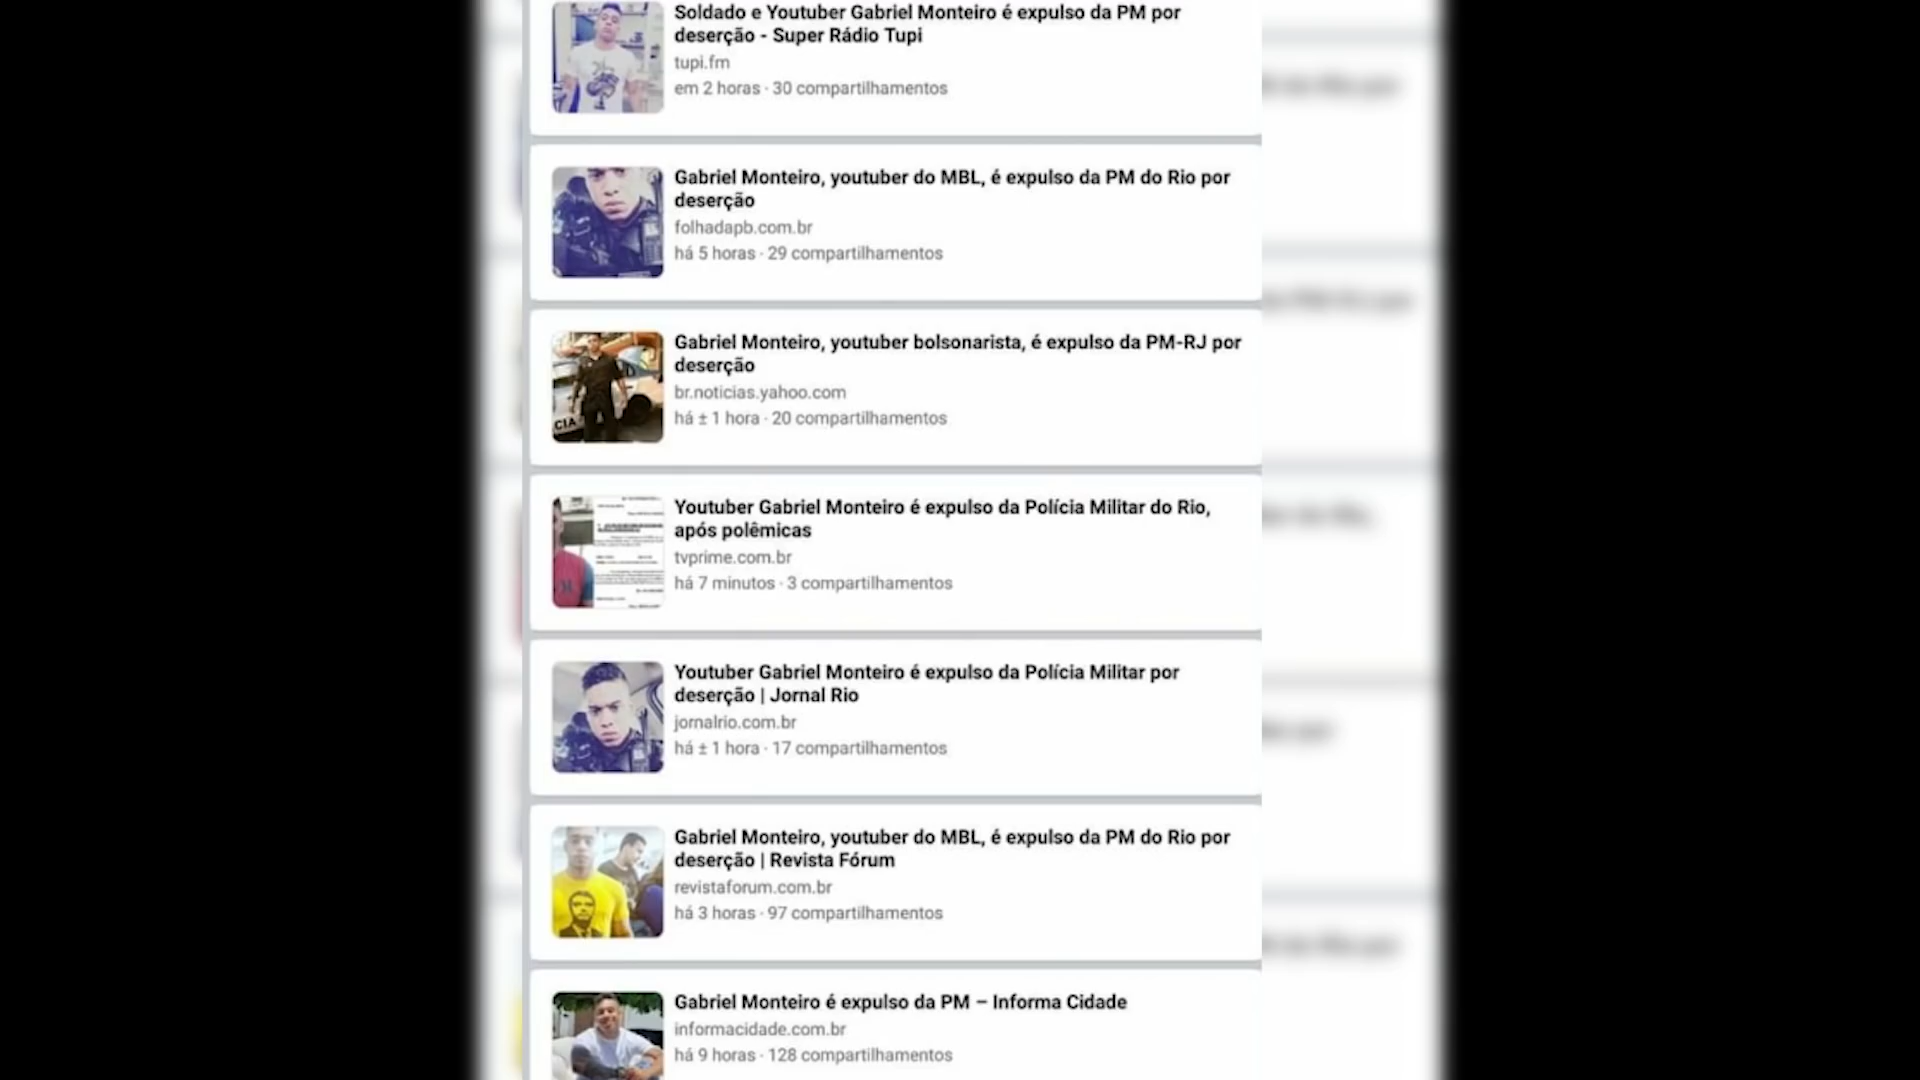 Soldado e Youtuber Gabriel Monteiro é expulso da PM por
deserção - Super Rádio Tupi
tupi.fm
em 2 horas · 30 compartilhamentos
Gabriel Monteiro, youtuber do MBL, é expulso da PM do Rio por
deserção
folhadapb.com.br
há 5 horas · 29 compartilhamentos
Gabriel Monteiro, youtuber bolsonarista, é expulso da PM-RJ por
deserção
br.noticias.yahoo.com
há ± 1 hora · 20 compartilhamentos
CIA
Youtuber Gabriel Monteiro é expulso da Polícia Militar do Rio,
após polêmicas
tvprime.com.br
há 7 minutos · 3 compartilhamentos
Youtuber Gabriel Monteiro é expulso da Polícia Militar por
deserção | Jornal Rio
jornalrio.com.br
há ± 1 hora · 17 compartilhamentos
Gabriel Monteiro, youtuber do MBL, é expulso da PM do Rio por
deserção | Revista Fórum
revistaforum.com.br
há 3 horas · 97 compartilhamentos
Gabriel Monteiro é expulso da PM – Informa Cidade
informacidade.com.br
há 9 horas · 128 compartilhamentos